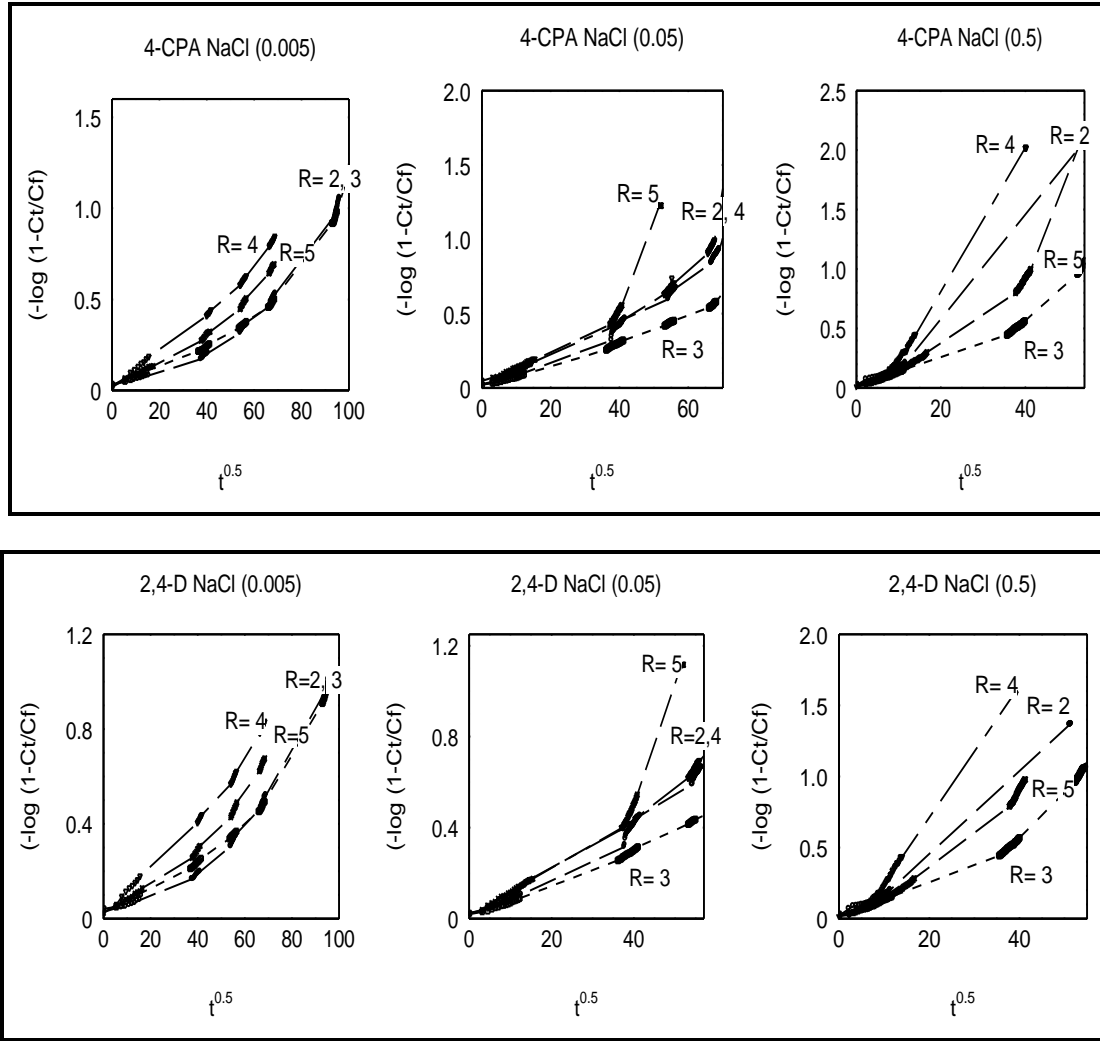 4-CPA NaCl (0.005)
4-CPA NaCl (0.05)
4-CPA NaCl (0.5)
(-log (1-Ct/Cf)
1.5
1.0
0.5
0
0 20 40 60 80 100
R= 4
R=5
R= 2, 3
t^0.5
(-log (1-Ct/Cf)
2.0
1.5
1.0
0.5
0
0 20 40 60
R= 5
R= 2, 4
R= 3
t^0.5
(-log (1-Ct/Cf)
2.5
2.0
1.5
1.0
0.5
0
0 20 40
R= 4
R= 2
R= 5
R= 3
t^0.5
2,4-D NaCl (0.005)
2,4-D NaCl (0.05)
2,4-D NaCl (0.5)
(-log (1-Ct/Cf)
1.2
0.8
0.4
0
0 20 40 60 80 100
R= 4
R=5
R=2, 3
t^0.5
(-log (1-Ct/Cf)
1.2
0.8
0.4
0
0 20 40
R= 5
R=2,4
R= 3
t^0.5
(-log (1-Ct/Cf)
2.0
1.5
1.0
0.5
0
0 20 40
R= 4
R= 2
R= 5
R= 3
t^0.5